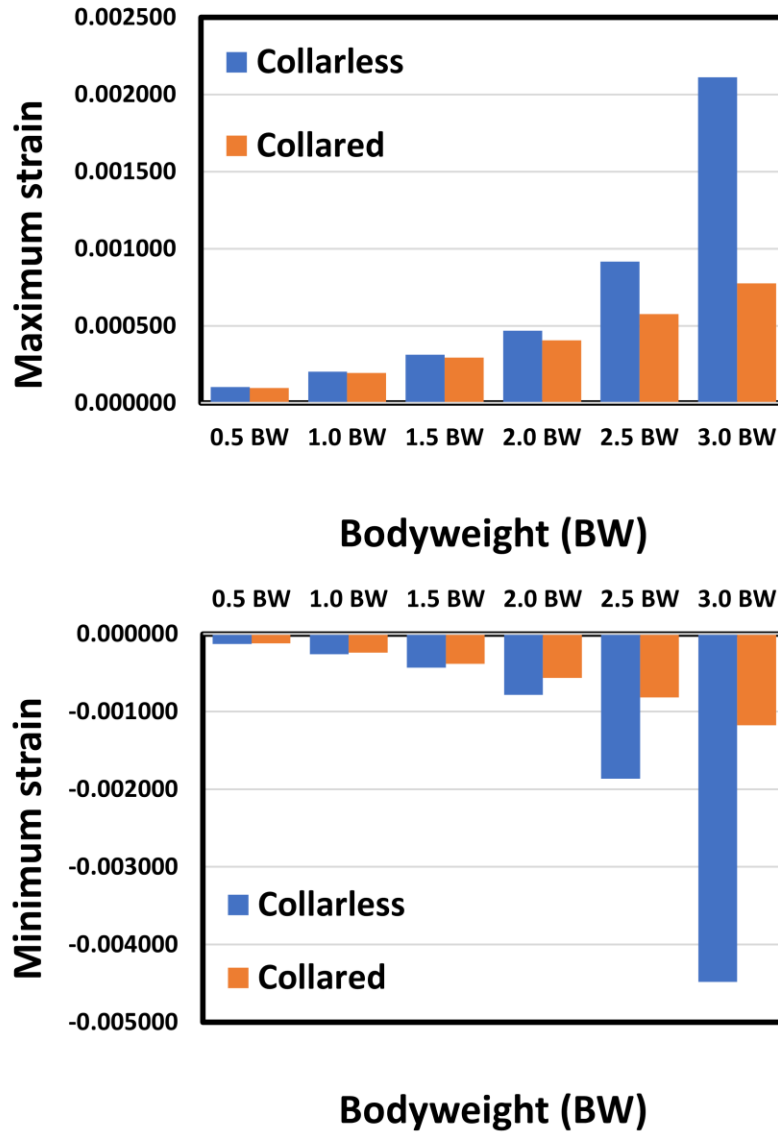 0.002500
Collarless
0.002000
Collared
0.001500
0.001000
0.000500
0.000000
Maximum strain
0.5 BW 1.0 BW 1.5 BW 2.0 BW 2.5 BW 3.0 BW
Bodyweight (BW)
0.5 BW 1.0 BW 1.5 BW 2.0 BW 2.5 BW 3.0 BW
0.000000
-0.001000
-0.002000
-0.003000
Collarless
-0.004000
Collared
-0.005000
Minimum strain
Bodyweight (BW)